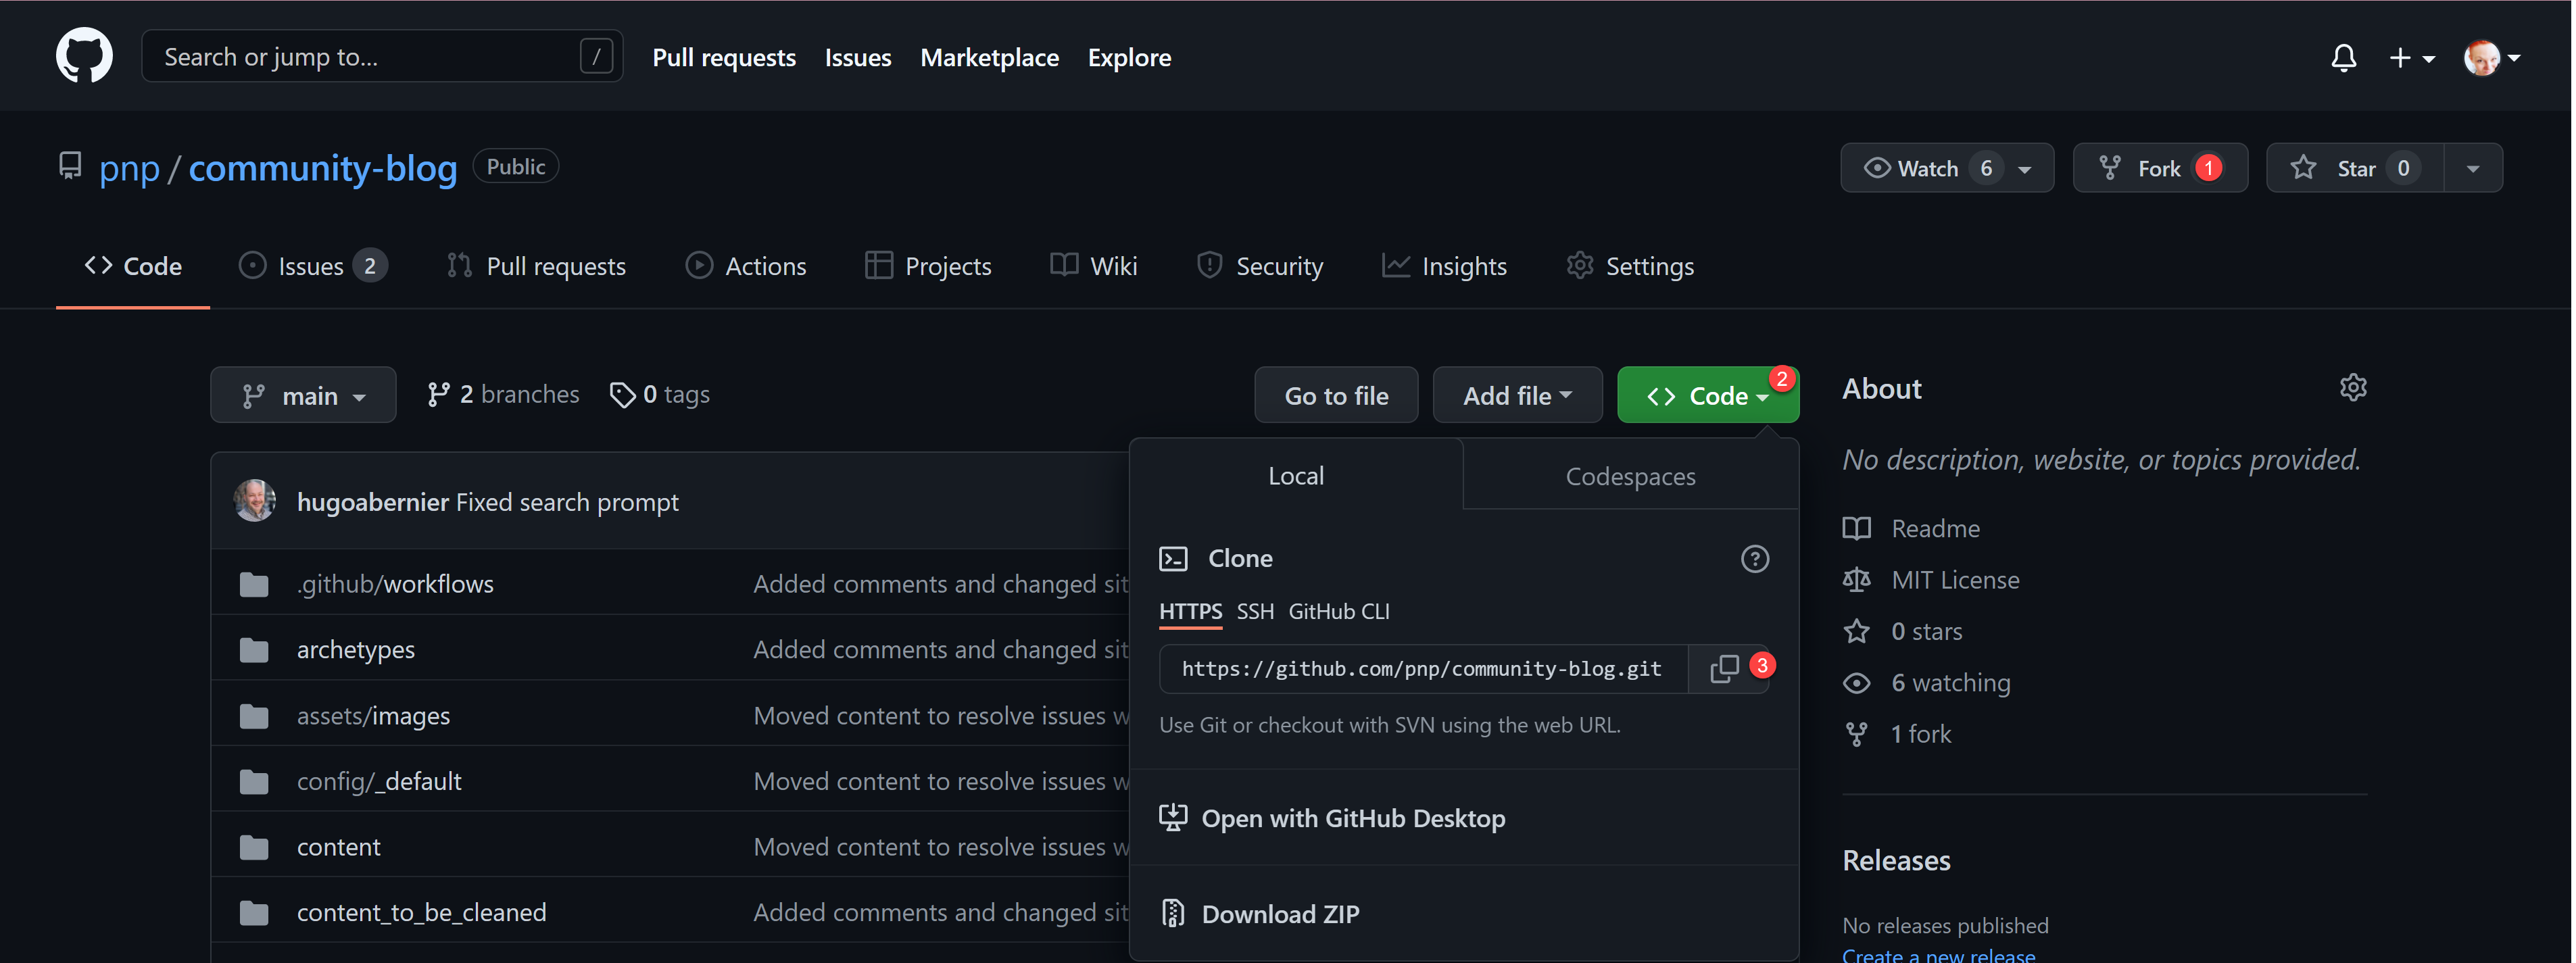 Search or jump to... / Pull requests Issues Marketplace Explore
pnp / community-blog Public Watch 6 Fork 1 Star 0
Code Issues 2 Pull requests Actions Projects Wiki Security Insights Settings
main 2 branches 0 tags Go to file Add file Code 2
hugoabernier Fixed search prompt
.github/workflows Added comments and changed sit
archetypes Added comments and changed sit
assets/images Moved content to resolve issues w
config/_default Moved content to resolve issues w
content Moved content to resolve issues w
content_to_be_cleaned Added comments and changed sit
Local Codespaces
Clone
HTTPS SSH GitHub CLI
https://github.com/pnp/community-blog.git 3
Use Git or checkout with SVN using the web URL.
Open with GitHub Desktop
Download ZIP
About
No description, website, or topics provided.
Readme
MIT License
0 stars
6 watching
1 fork
Releases
No releases published
Create a new release